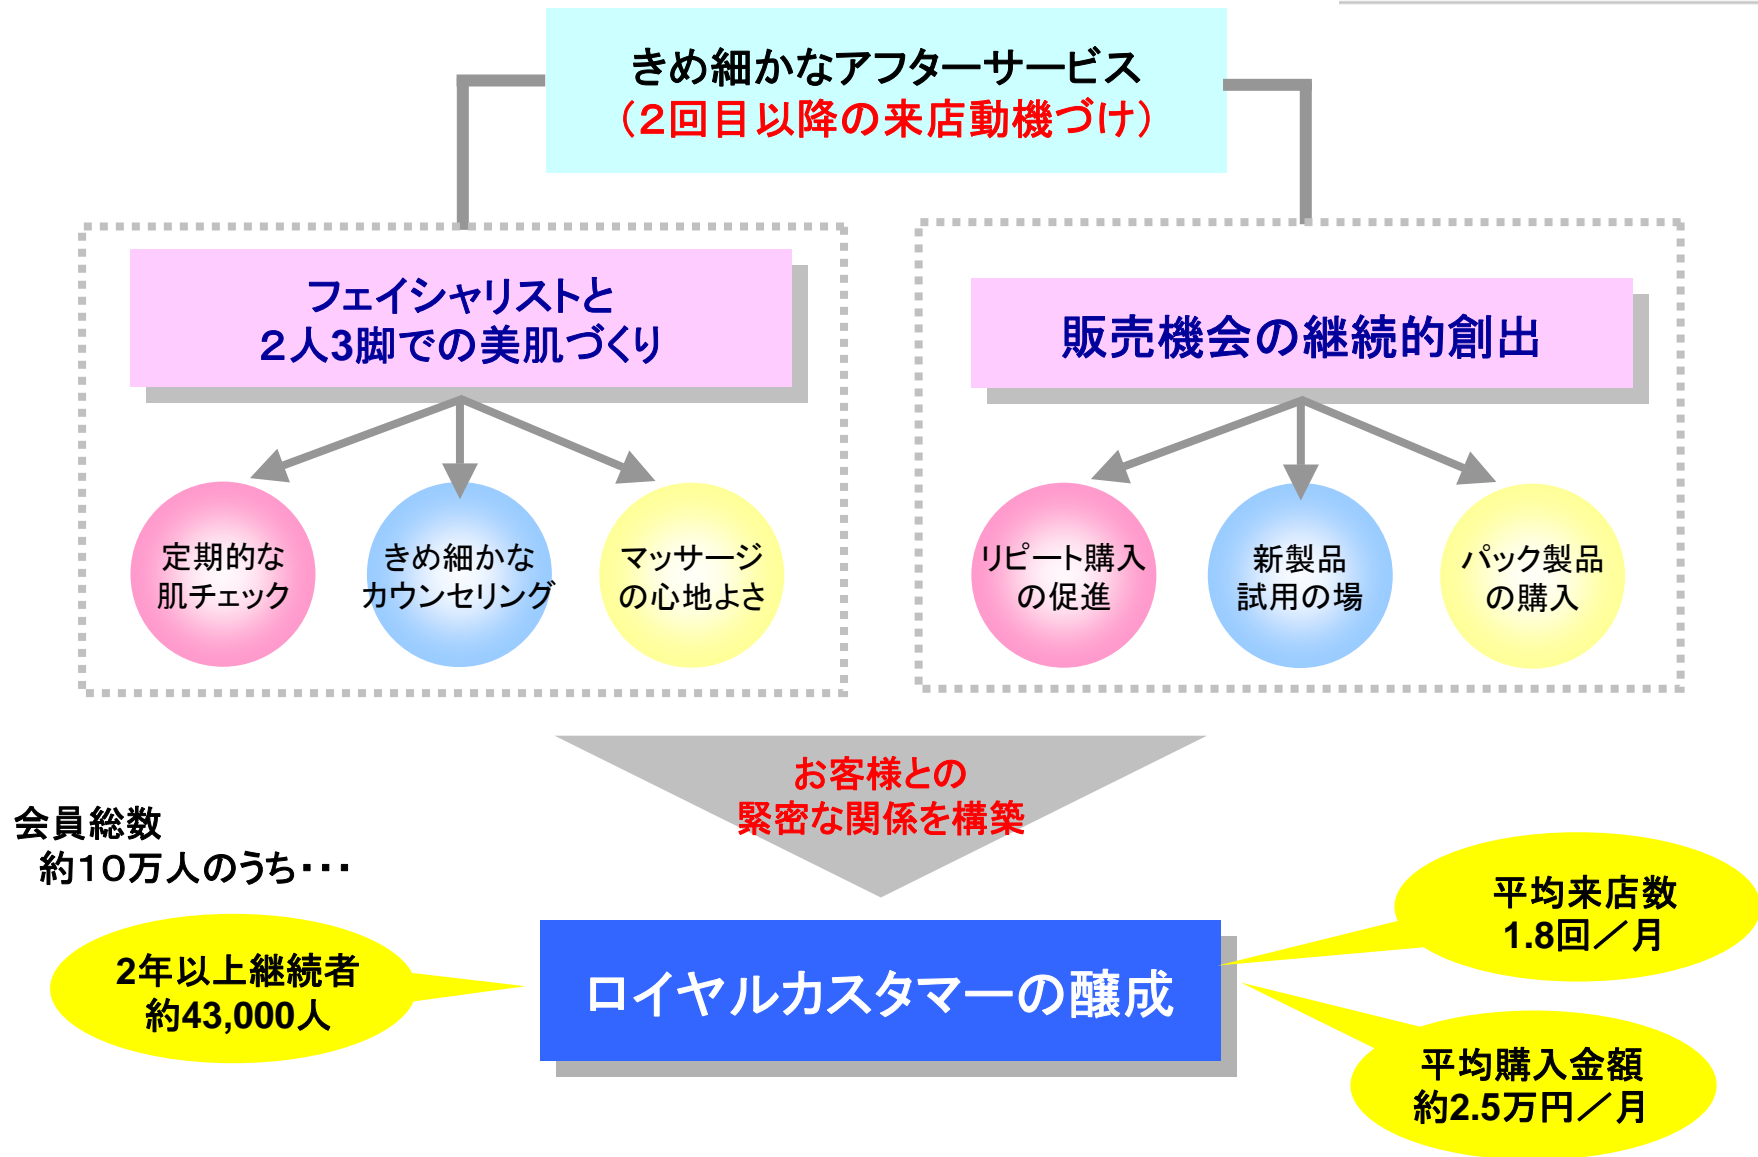 きめ細かなアフターサービス
（２回目以降の来店動機づけ）
フェイシャリストと
２人3脚での美肌づくり
定期的な
肌チェック
きめ細かな
カウンセリング
マッサージ
の心地よさ
販売機会の継続的創出
リピート購入
の促進
新製品
試用の場
パック製品
の購入
お客様との
緊密な関係を構築
会員総数
約１０万人のうち・・・
2年以上継続者
約43,000人
ロイヤルカスタマーの醸成
平均来店数
1.8回／月
平均購入金額
約2.5万円／月